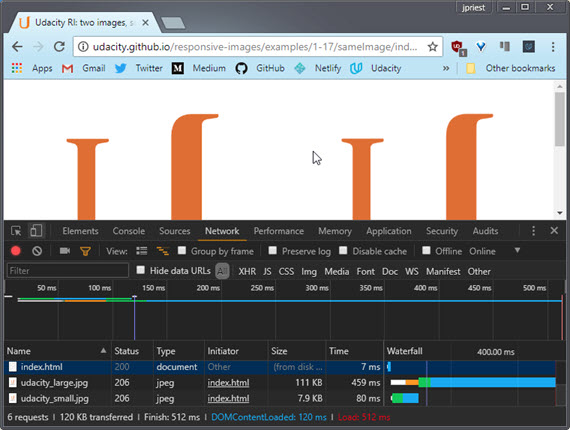 jpriest
Udacity RI: two images, s
udacity.github.io/responsive-images/examples/1-17/sameImage/ind...
Apps Gmail Twitter Medium GitHub Netlify Udacity » Other bookmarks
Elements Console Sources Network Performance Memory Application Security Audits
View: Group by frame Preserve log Disable cache Offline Online
Filter Hide data URLs All XHR JS CSS Img Media Font Doc WS Manifest Other
50 ms 100 ms 150 ms 200 ms 250 ms 300 ms 350 ms 400 ms 450 ms 500 ms
Name Status Type Initiator Size Time Waterfall 400.00 ms
index.html 200 document Other (from disk ... 7 ms
udacity_large.jpg 206 jpeg index.html 111 KB 459 ms
udacity_small.jpg 206 jpeg index.html 7.9 KB 80 ms
6 requests | 120 KB transferred | Finish: 512 ms | DOMContentLoaded: 120 ms | Load: 512 ms